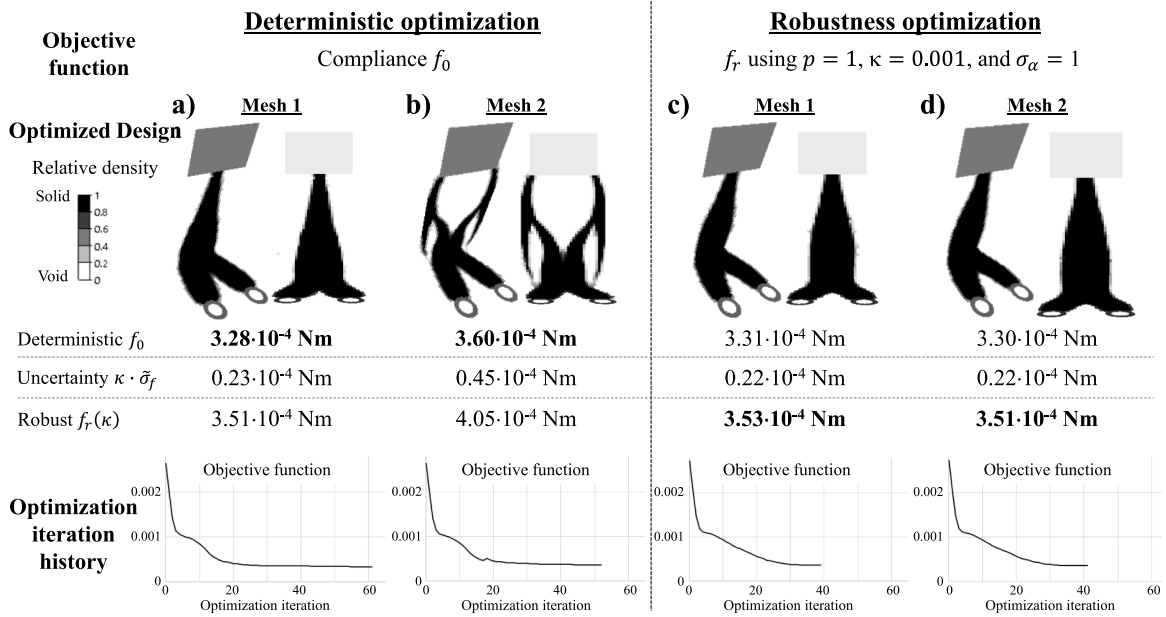 Deterministic optimization
Robustness optimization
Objective
function
Compliance f₀
fᵣ using p = 1, κ = 0.001, and σ_α = 1
a) Mesh 1
b) Mesh 2
c) Mesh 1
d) Mesh 2
Optimized Design
Relative density
Solid
Void
1
0.8
0.6
0.4
0.2
0
Deterministic f₀ 3.28·10⁻⁴ Nm 3.60·10⁻⁴ Nm 3.31·10⁻⁴ Nm 3.30·10⁻⁴ Nm
Uncertainty κ · σ̃_f 0.23·10⁻⁴ Nm 0.45·10⁻⁴ Nm 0.22·10⁻⁴ Nm 0.22·10⁻⁴ Nm
Robust fᵣ(κ) 3.51·10⁻⁴ Nm 4.05·10⁻⁴ Nm 3.53·10⁻⁴ Nm 3.51·10⁻⁴ Nm
Optimization
iteration
history
Objective function
0.002
0.001
0
0 20 40 60
Optimization iteration
Objective function
0.002
0.001
0
0 20 40 60
Optimization iteration
Objective function
0.002
0.001
0
0 20 40 60
Optimization iteration
Objective function
0.002
0.001
0
0 20 40 60
Optimization iteration